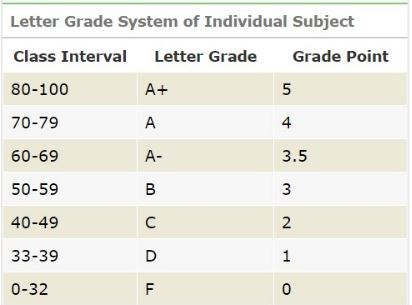 Letter Grade System of Individual Subject
Class Interval Letter Grade Grade Point
80-100 A+ 5
70-79 A 4
60-69 A- 3.5
50-59 B 3
40-49 C 2
33-39 D 1
0-32 F 0